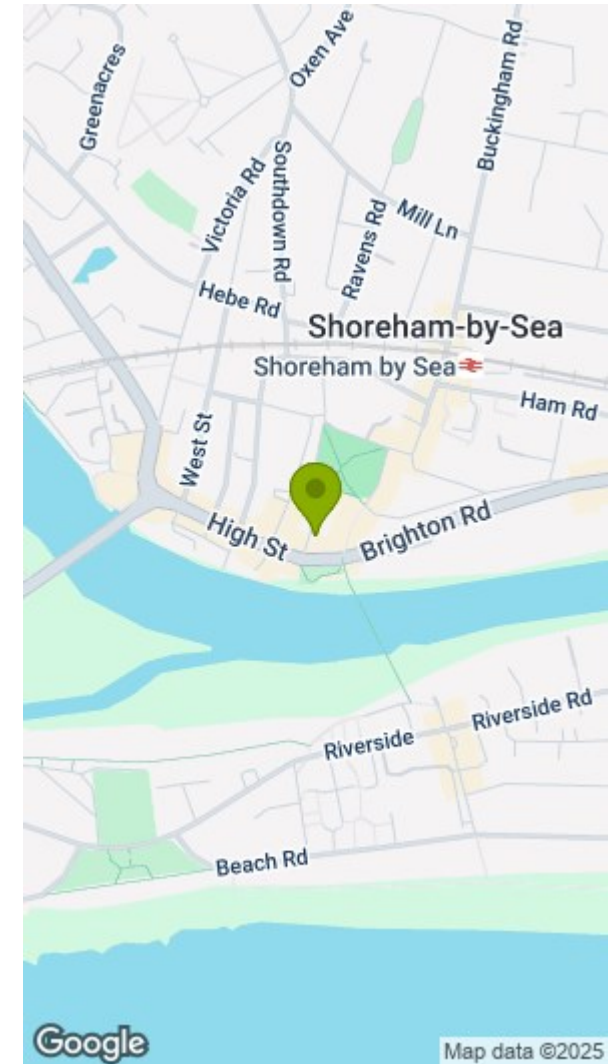 Greenacres
Oxen Ave
Buckingham Rd
Victoria Rd
Southdown Rd
Ravens Rd
Mill Ln
Hebe Rd
Shoreham-by-Sea
Shoreham by Sea
Ham Rd
West St
High St
Brighton Rd
Riverside Rd
Riverside
Beach Rd
Google
Map data ©2025